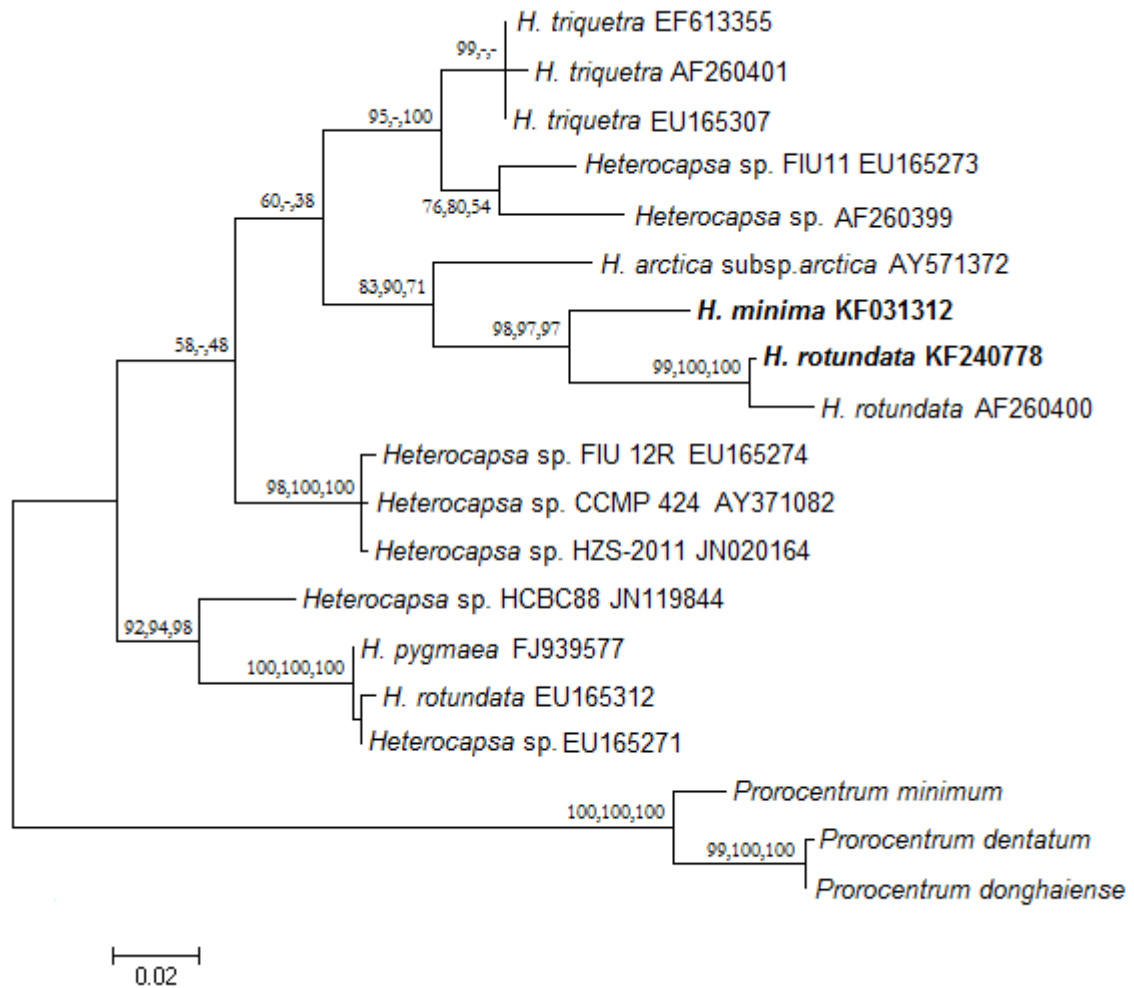 H. triquetra EF613355
99,-,-
H. triquetra AF260401
95,-,100
H. triquetra EU165307
Heterocapsa sp. FIU11 EU165273
76,80,54
60,-,38
Heterocapsa sp. AF260399
H. arctica subsp.arctica AY571372
83,90,71
H. minima KF031312
98,97,97
58,-,48
H. rotundata KF240778
99,100,100
H. rotundata AF260400
Heterocapsa sp. FIU 12R EU165274
98,100,100
Heterocapsa sp. CCMP 424 AY371082
Heterocapsa sp. HZS-2011 JN020164
Heterocapsa sp. HCBC88 JN119844
92,94,98
H. pygmaea FJ939577
100,100,100
H. rotundata EU165312
Heterocapsa sp. EU165271
Prorocentrum minimum
100,100,100
Prorocentrum dentatum
99,100,100
Prorocentrum donghaiense
0.02